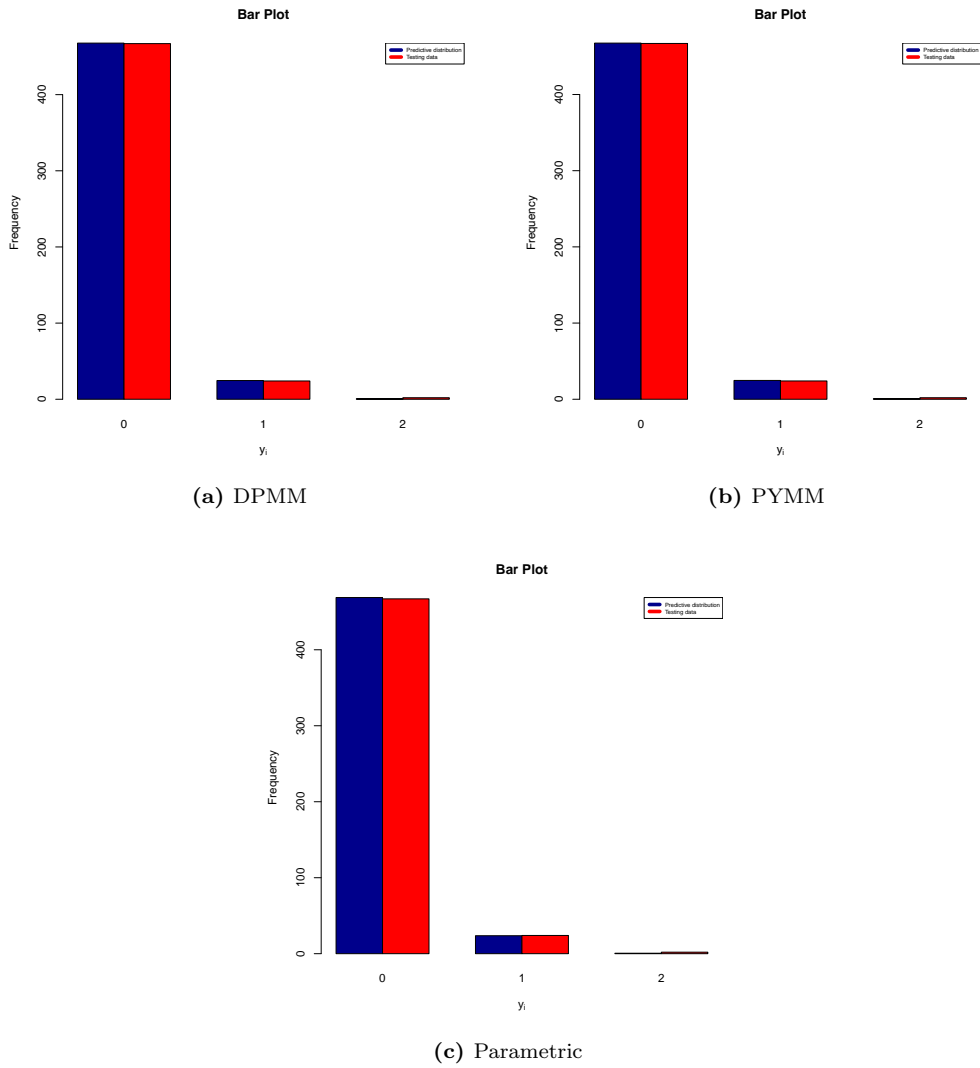 Bar Plot
Predictive distribution
Testing data
Frequency
0
100
200
300
400
0 1 2
yᵢ
(a) DPMM
Bar Plot
Predictive distribution
Testing data
Frequency
0
100
200
300
400
0 1 2
yᵢ
(b) PYMM
Bar Plot
Predictive distribution
Testing data
Frequency
0
100
200
300
400
0 1 2
yᵢ
(c) Parametric